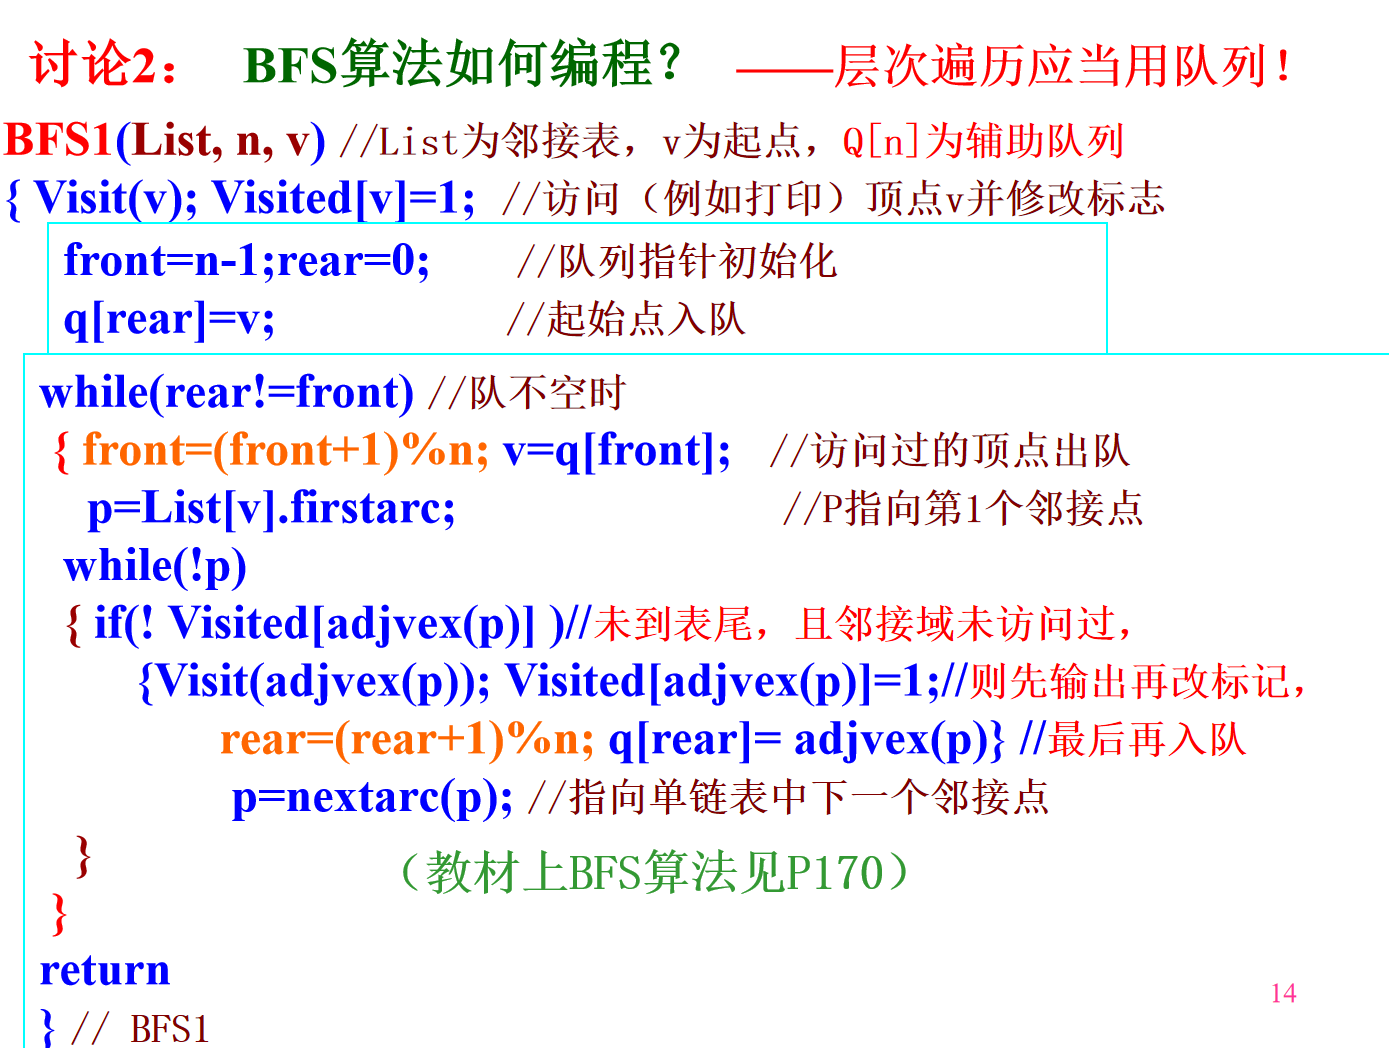 讨论2： BFS算法如何编程？ ——层次遍历应当用队列！
BFS1(List, n, v) //List为邻接表，v为起点，Q[n]为辅助队列
{ Visit(v); Visited[v]=1; //访问（例如打印）顶点v并修改标志
front=n-1;rear=0; //队列指针初始化
q[rear]=v; //起始点入队
while(rear!=front) //队不空时
{ front=(front+1)%n; v=q[front]; //访问过的顶点出队
p=List[v].firstarc; //P指向第1个邻接点
while(!p)
{ if(! Visited[adjvex(p)] )//未到表尾，且邻接域未访问过，
{Visit(adjvex(p)); Visited[adjvex(p)]=1;//则先输出再改标记，
rear=(rear+1)%n; q[rear]= adjvex(p)} //最后再入队
p=nextarc(p); //指向单链表中下一个邻接点
}
（教材上BFS算法见P170）
}
return
14
} // BFS1